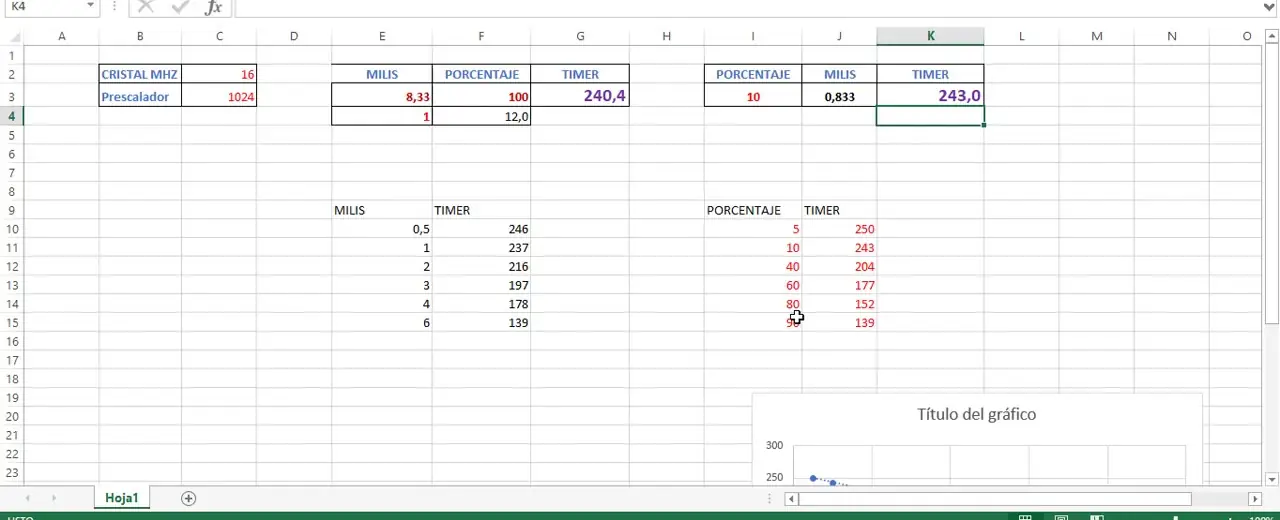 K4 fx
A B C D E F G H I J K L M N O
1
2 CRISTAL MHZ 16 MILIS PORCENTAJE TIMER PORCENTAJE MILIS TIMER
3 Prescalador 1024 8,33 100 240,4 10 0,833 243,0
4 1 12,0
5
6
7
8
9 MILIS TIMER PORCENTAJE TIMER
10 0,5 246 5 250
11 1 237 10 243
12 2 216 40 204
13 3 197 60 177
14 4 178 80 152
15 6 139 139
16
17
18
19
20 Título del gráfico
21
22 300
23 250
Hoja1